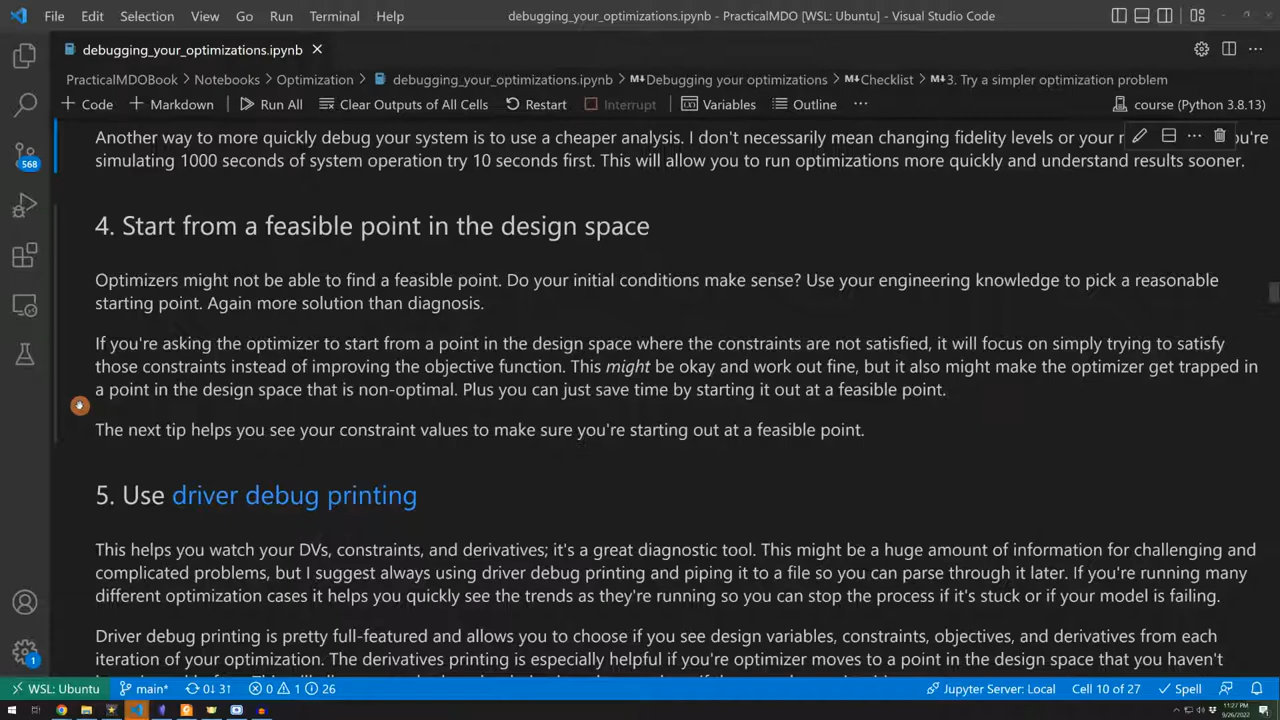 File Edit Selection View Go Run Terminal Help debugging_your_optimizations.ipynb - PracticalMDO [WSL: Ubuntu] - Visual Studio Code
debugging_your_optimizations.ipynb
PracticalMDOBook > Notebooks > Optimization > debugging_your_optimizations.ipynb > Debugging your optimizations > Checklist > 3. Try a simpler optimization problem
+ Code + Markdown Run All Clear Outputs of All Cells Restart Interrupt Variables Outline ... course (Python 3.8.13)
Another way to more quickly debug your system is to use a cheaper analysis. I don't necessarily mean changing fidelity levels or your
simulating 1000 seconds of system operation try 10 seconds first. This will allow you to run optimizations more quickly and understand results sooner.
568
4. Start from a feasible point in the design space
Optimizers might not be able to find a feasible point. Do your initial conditions make sense? Use your engineering knowledge to pick a reasonable
starting point. Again more solution than diagnosis.
If you're asking the optimizer to start from a point in the design space where the constraints are not satisfied, it will focus on simply trying to satisfy
those constraints instead of improving the objective function. This might be okay and work out fine, but it also might make the optimizer get trapped in
a point in the design space that is non-optimal. Plus you can just save time by starting it out at a feasible point.
The next tip helps you see your constraint values to make sure you're starting out at a feasible point.
5. Use driver debug printing
This helps you watch your DVs, constraints, and derivatives; it's a great diagnostic tool. This might be a huge amount of information for challenging and
complicated problems, but I suggest always using driver debug printing and piping it to a file so you can parse through it later. If you're running many
different optimization cases it helps you quickly see the trends as they're running so you can stop the process if it's stuck or if your model is failing.
Driver debug printing is pretty full-featured and allows you to choose if you see design variables, constraints, objectives, and derivatives from each
iteration of your optimization. The derivatives printing is especially helpful if you're optimizer moves to a point in the design space that you haven't
1
WSL: Ubuntu main* 0↓ 31↑ 0 1 26 Jupyter Server: Local Cell 10 of 27 Spell
11:27 PM
9/26/2022